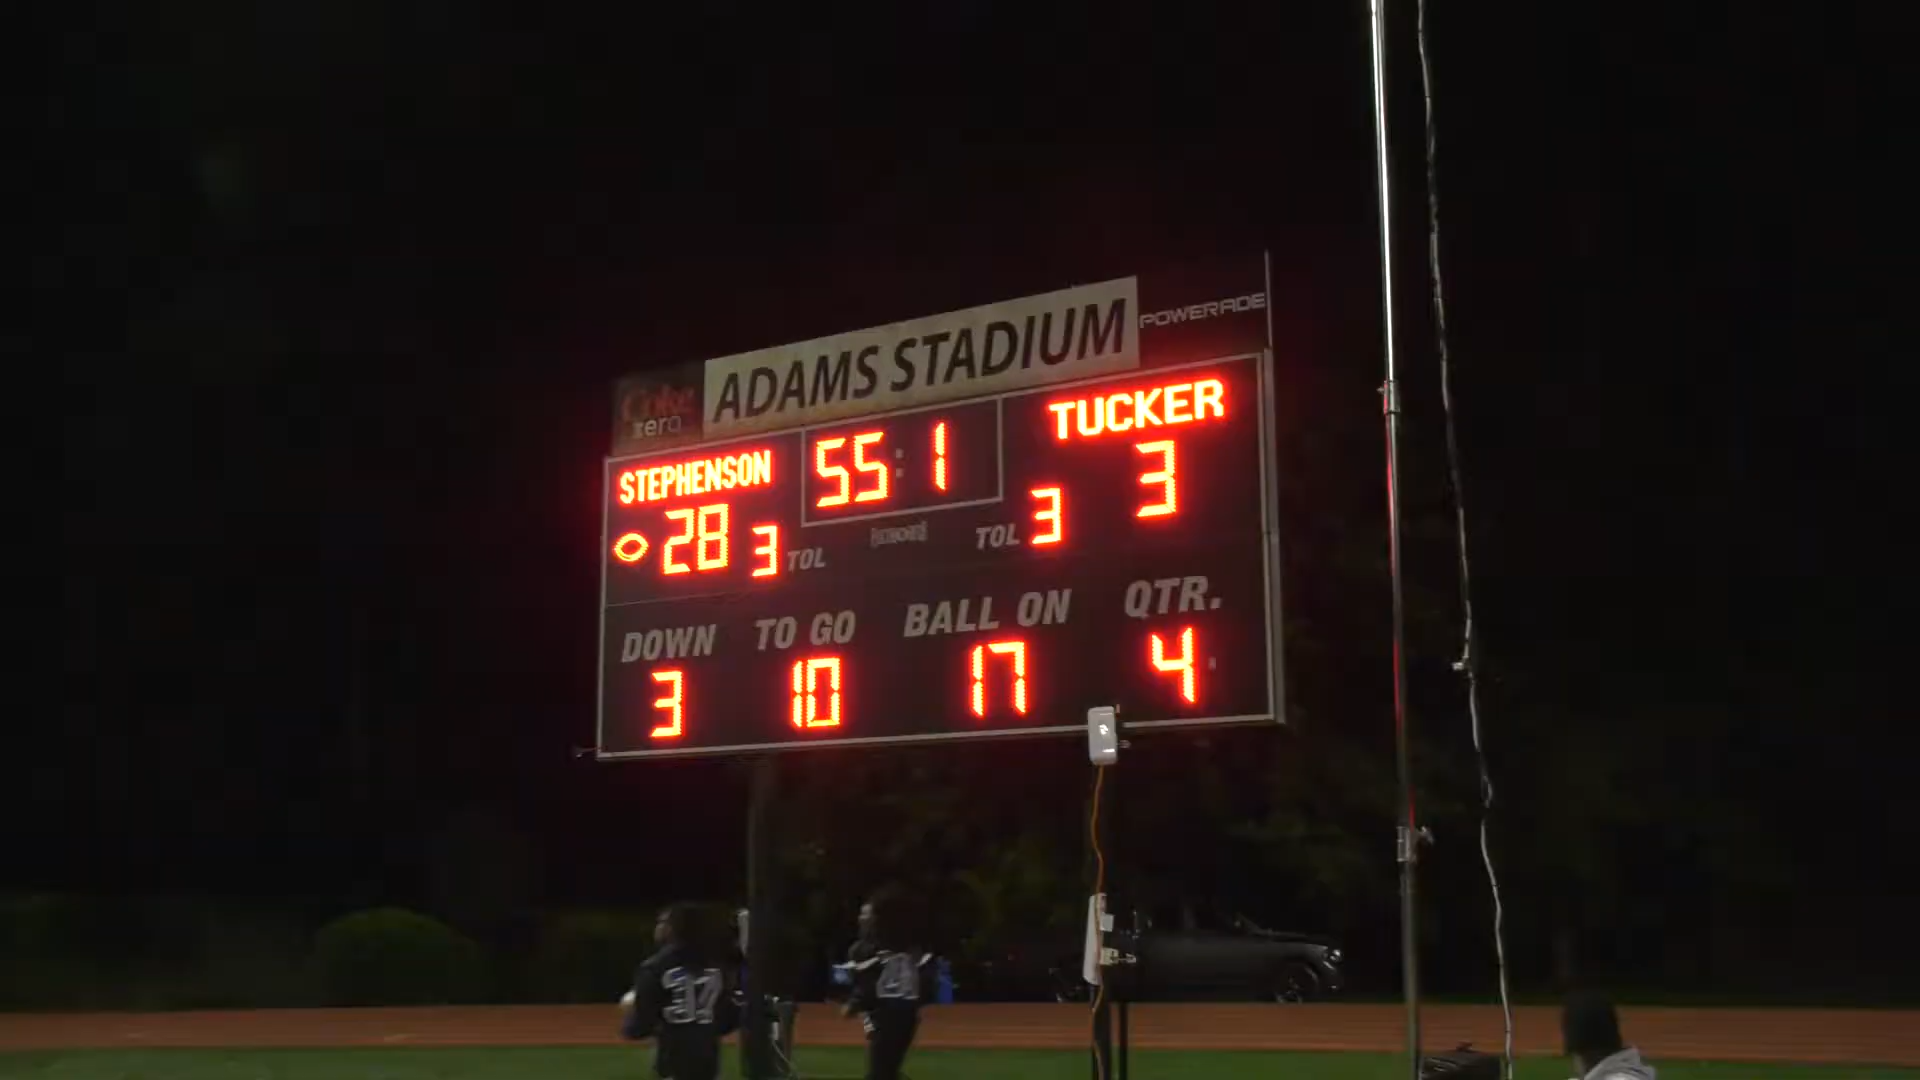 ADAMS STADIUM
POWERADE
Coke
zero
STEPHENSON
55:1
TUCKER
28
3 TOL
TOL 3
3
DOWN
TO GO
BALL ON
QTR.
3
10
17
4
37